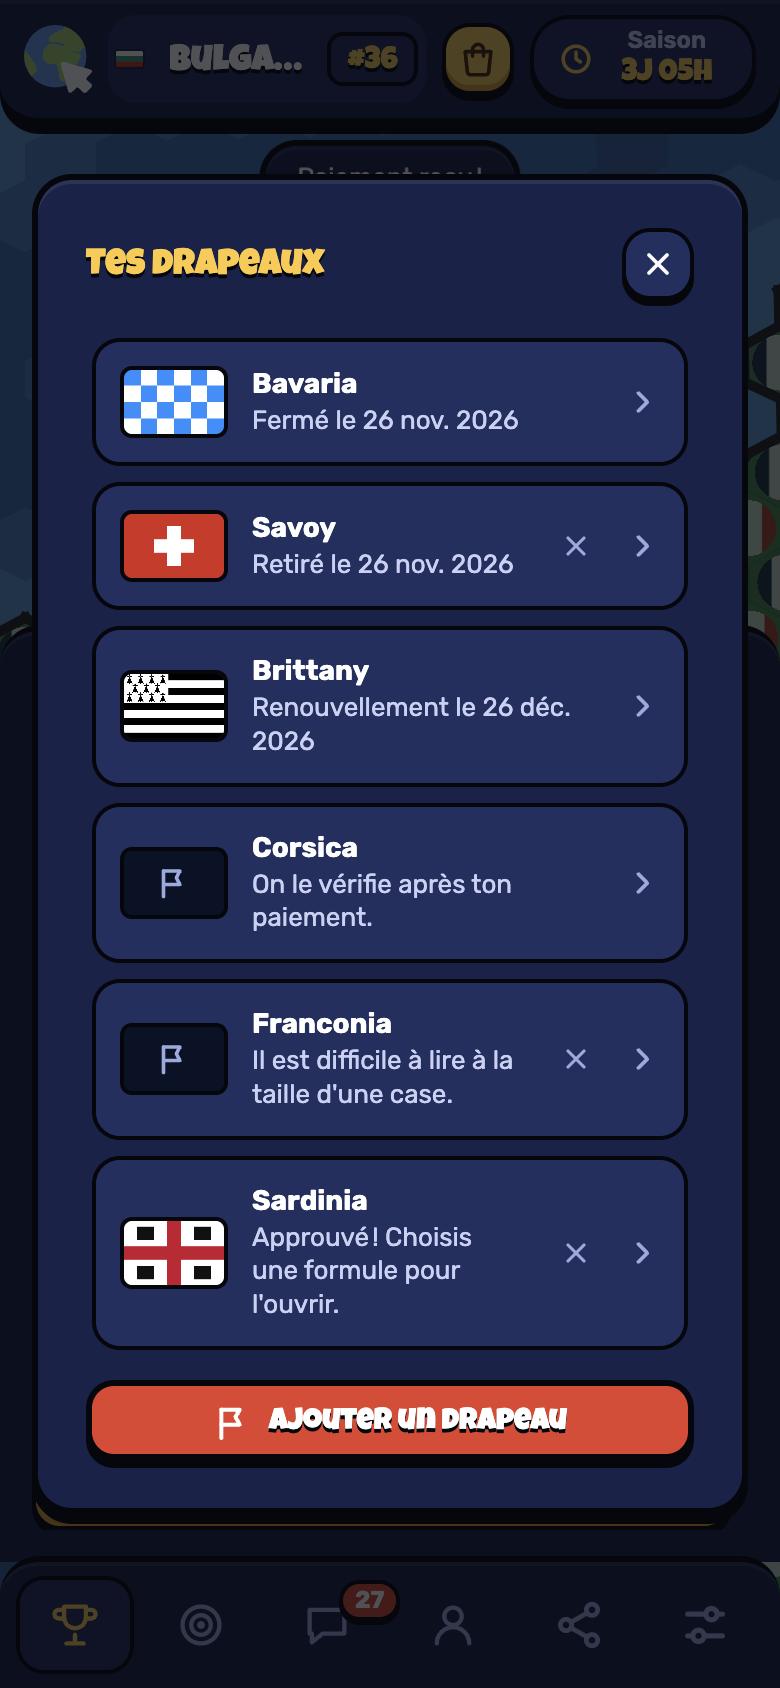 BULGA...
#36
Saison
3J 05H
Paiement reçu!
Tes drapeaux
Bavaria
Fermé le 26 nov. 2026
Savoy
Retiré le 26 nov. 2026
Brittany
Renouvellement le 26 déc.
2026
Corsica
On le vérifie après ton
paiement.
Franconia
Il est difficile à lire à la
taille d'une case.
Sardinia
Approuvé ! Choisis
une formule pour
l'ouvrir.
Ajouter un drapeau
27